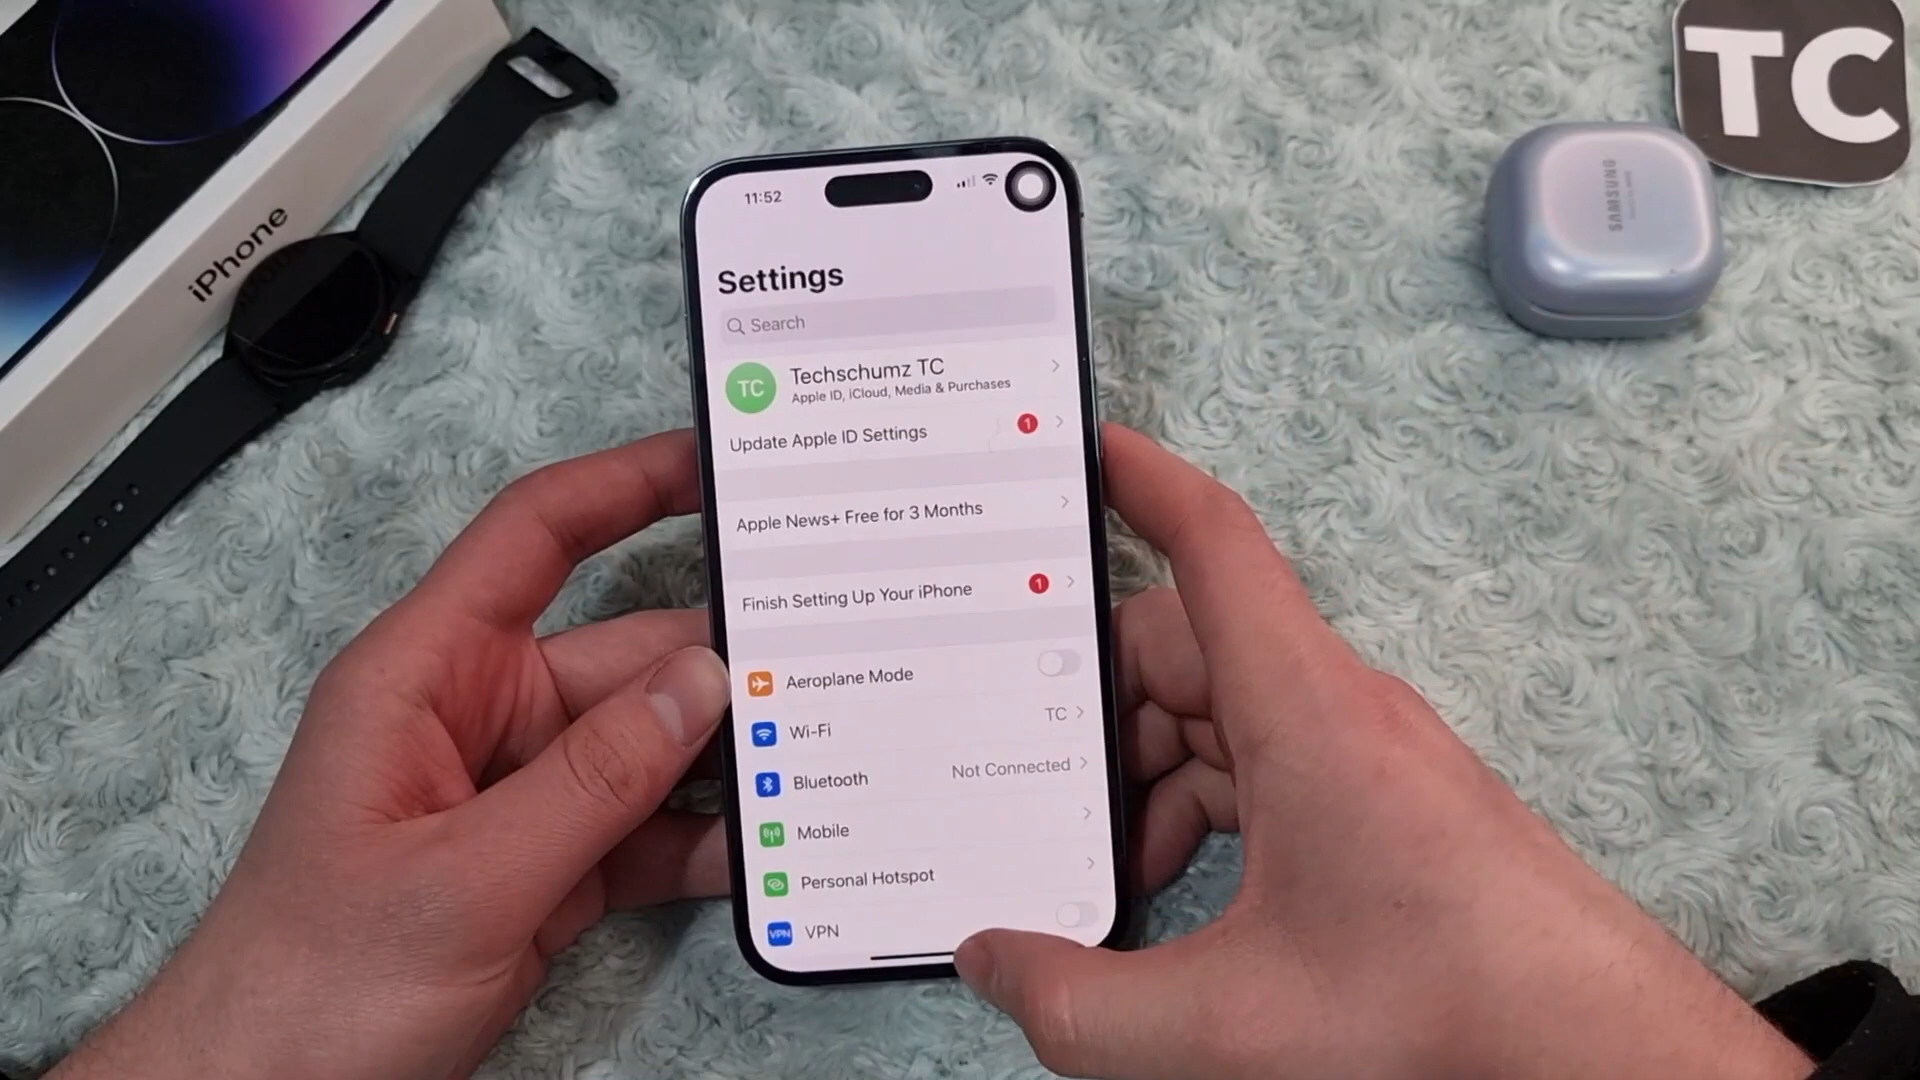 iPhone
TC
SAMSUNG
11:52
Settings
Search
TC
Techschumz TC
Apple ID, iCloud, Media & Purchases
Update Apple ID Settings
1
Apple News+ Free for 3 Months
Finish Setting Up Your iPhone
1
Aeroplane Mode
Wi-Fi
TC
Bluetooth
Not Connected
Mobile
Personal Hotspot
VPN
VPN